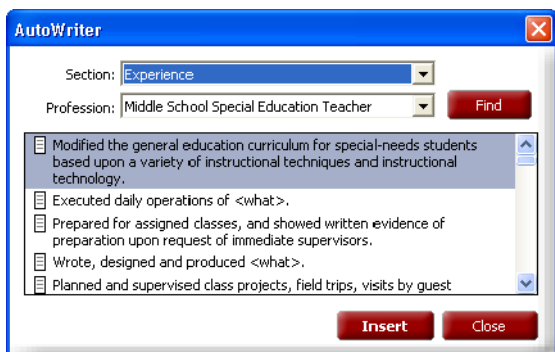 AutoWriter
Section: Experience
Profession: Middle School Special Education Teacher Find
Modified the general education curriculum for special-needs students
based upon a variety of instructional techniques and instructional
technology.
Executed daily operations of <what>.
Prepared for assigned classes, and showed written evidence of
preparation upon request of immediate supervisors.
Wrote, designed and produced <what>.
Planned and supervised class projects, field trips, visits by guest
Insert Close